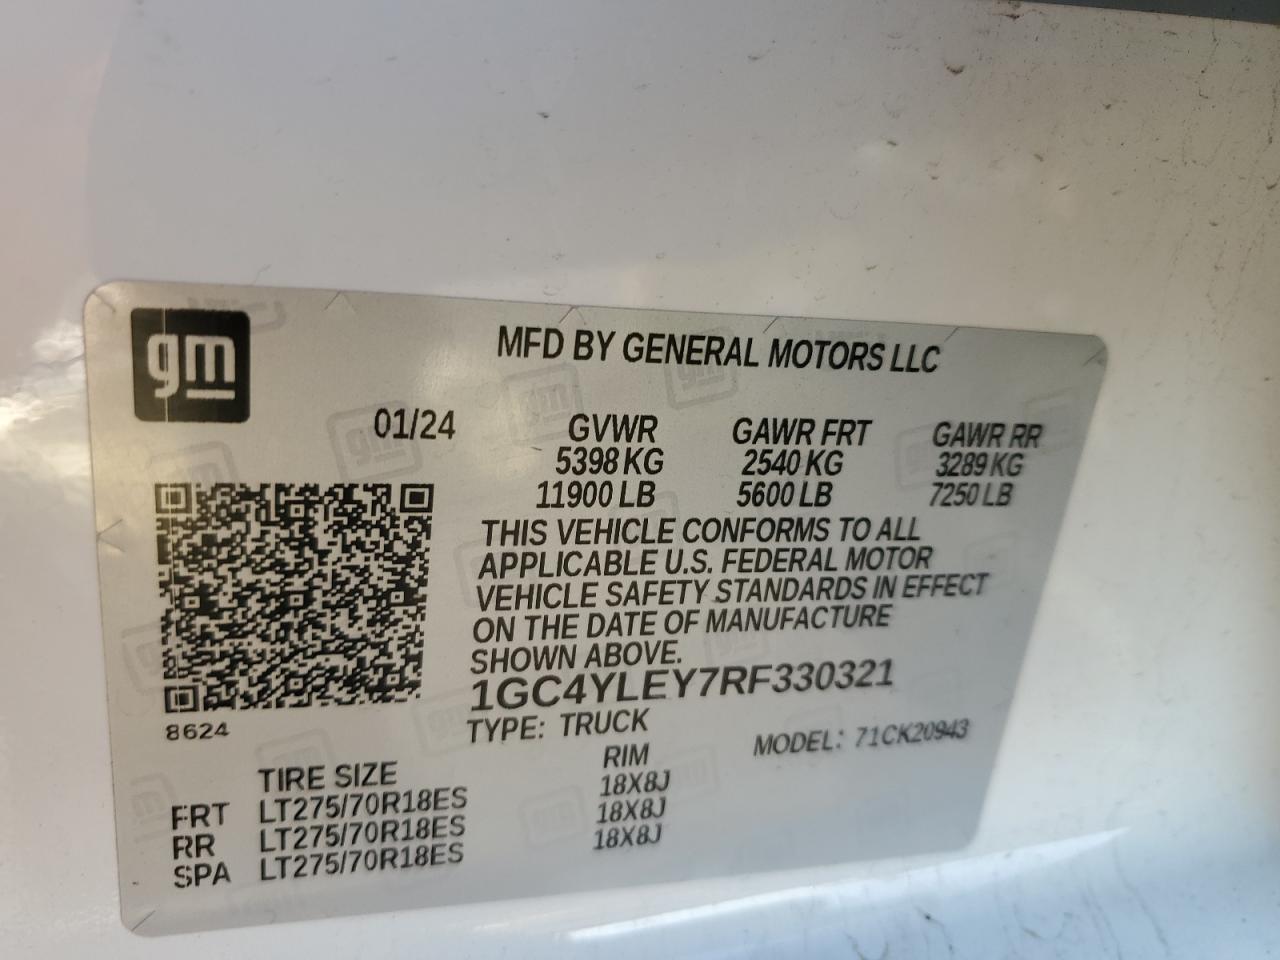 gm
MFD BY GENERAL MOTORS LLC
01/24 GVWR GAWR FRT GAWR RR
5398 KG 2540 KG 3289 KG
11900 LB 5600 LB 7250 LB
THIS VEHICLE CONFORMS TO ALL
APPLICABLE U.S. FEDERAL MOTOR
VEHICLE SAFETY STANDARDS IN EFFECT
ON THE DATE OF MANUFACTURE
SHOWN ABOVE.
1GC4YLEY7RF330321
8624
TYPE: TRUCK MODEL: 71CK20943
TIRE SIZE RIM
FRT LT275/70R18ES 18X8J
RR LT275/70R18ES 18X8J
SPA LT275/70R18ES 18X8J